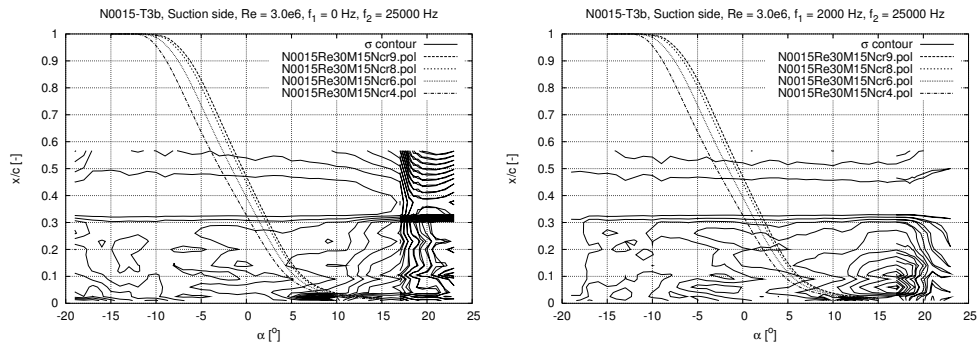 N0015-T3b, Suction side, Re = 3.0e6, f1 = 0 Hz, f2 = 25000 Hz
σ contour
N0015Re30M15Ncr9.pol
N0015Re30M15Ncr8.pol
N0015Re30M15Ncr6.pol
N0015Re30M15Ncr4.pol
x/c [-]
1
0.9
0.8
0.7
0.6
0.5
0.4
0.3
0.2
0.1
0
-20 -15 -10 -5 0 5 10 15 20 25
α [°]
N0015-T3b, Suction side, Re = 3.0e6, f1 = 2000 Hz, f2 = 25000 Hz
σ contour
N0015Re30M15Ncr9.pol
N0015Re30M15Ncr8.pol
N0015Re30M15Ncr6.pol
N0015Re30M15Ncr4.pol
x/c [-]
1
0.9
0.8
0.7
0.6
0.5
0.4
0.3
0.2
0.1
0
-20 -15 -10 -5 0 5 10 15 20 25
α [°]